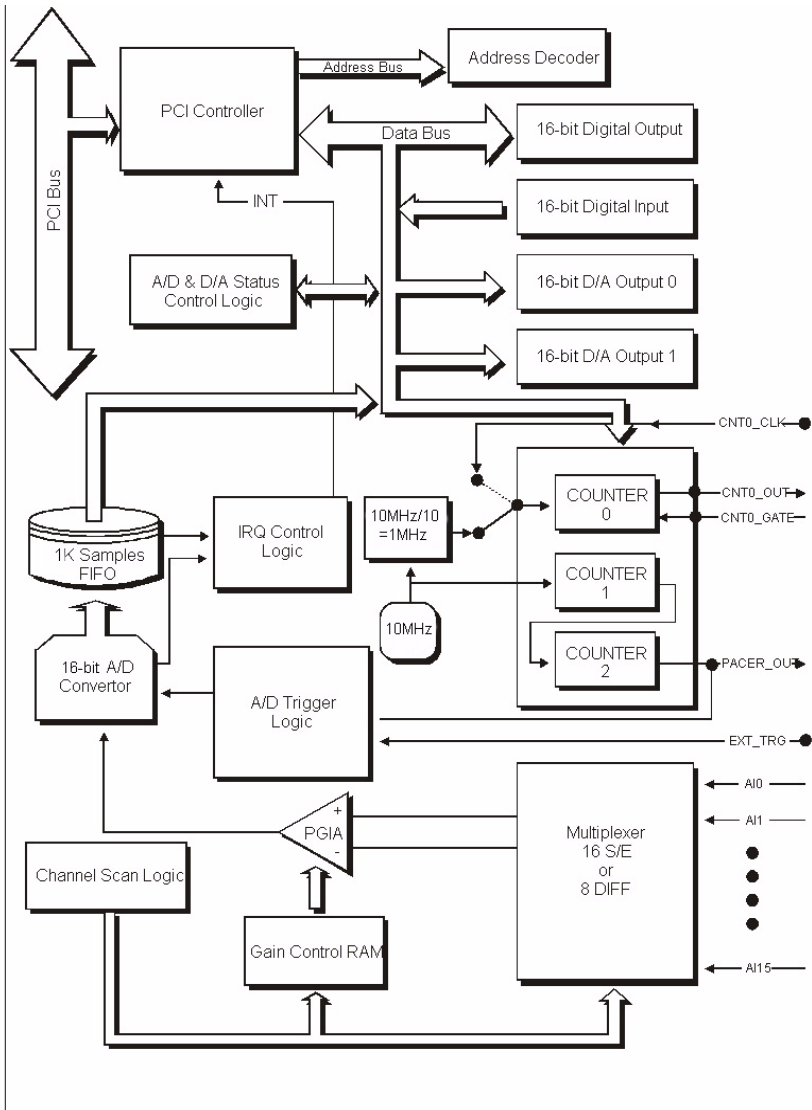 PCI Bus
PCI Controller
Address Bus
Address Decoder
Data Bus
16-bit Digital Output
INT
16-bit Digital Input
A/D & D/A Status
Control Logic
16-bit D/A Output 0
16-bit D/A Output 1
CNT0_CLK
1K Samples
FIFO
IRQ Control
Logic
10MHz/10
=1MHz
COUNTER
0
CNT0_OUT
CNT0_GATE
COUNTER
1
10MHz
16-bit A/D
Convertor
A/D Trigger
Logic
COUNTER
2
PACER_OUT
EXT_TRG
+
PGIA
-
Multiplexer
16 S/E
or
8 DIFF
AI0
AI1
AI15
Channel Scan Logic
Gain Control RAM